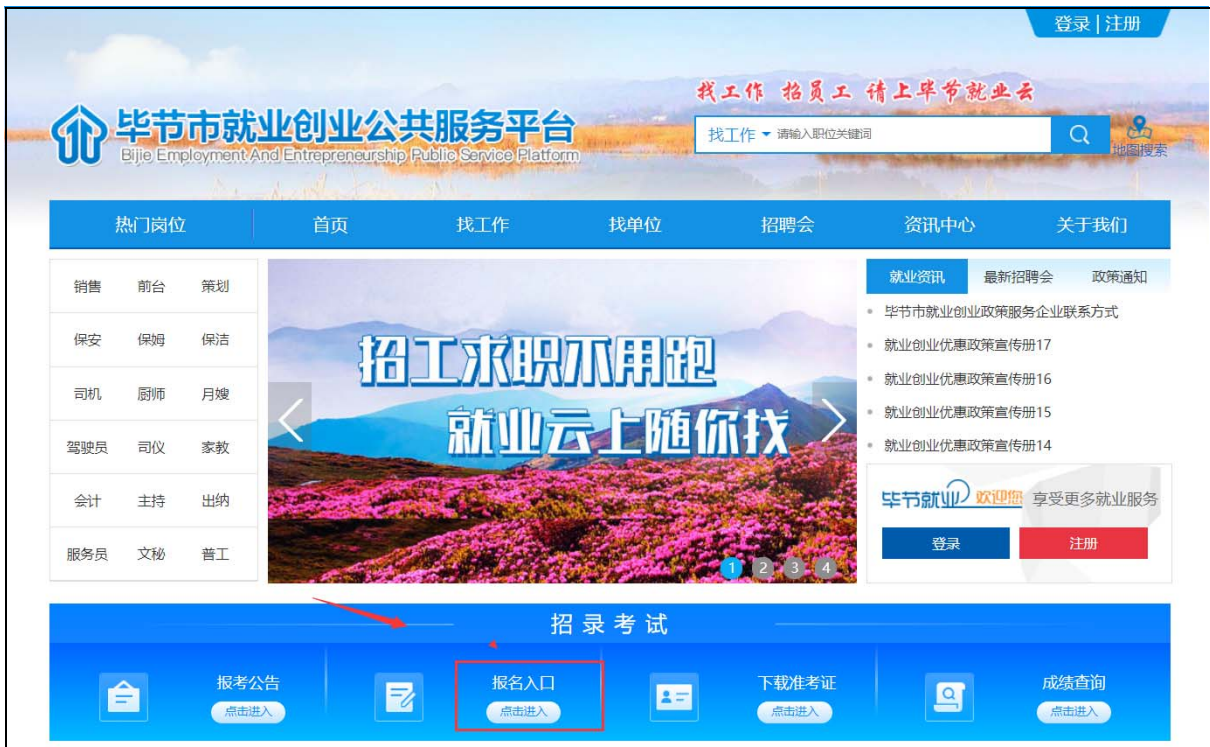 登录 | 注册
找工作 招员工 请上毕节就业云
毕节市就业创业公共服务平台
Bijie Employment And Entrepreneurship Public Service Platform
找工作 请输入职位关键词
地图搜索
热门岗位 首页 找工作 找单位 招聘会 资讯中心 关于我们
销售 前台 策划
保安 保姆 保洁
司机 厨师 月嫂
驾驶员 司仪 家教
会计 主持 出纳
服务员 文秘 普工
招工求职不用跑
就业云上随你找
1 2 3 4
就业资讯 最新招聘会 政策通知
毕节市就业创业政策服务企业联系方式
就业创业优惠政策宣传册17
就业创业优惠政策宣传册16
就业创业优惠政策宣传册15
就业创业优惠政策宣传册14
毕节就业 欢迎您 享受更多就业服务
登录 注册
招录考试
报考公告 报名入口 下载准考证 成绩查询
点击进入 点击进入 点击进入 点击进入